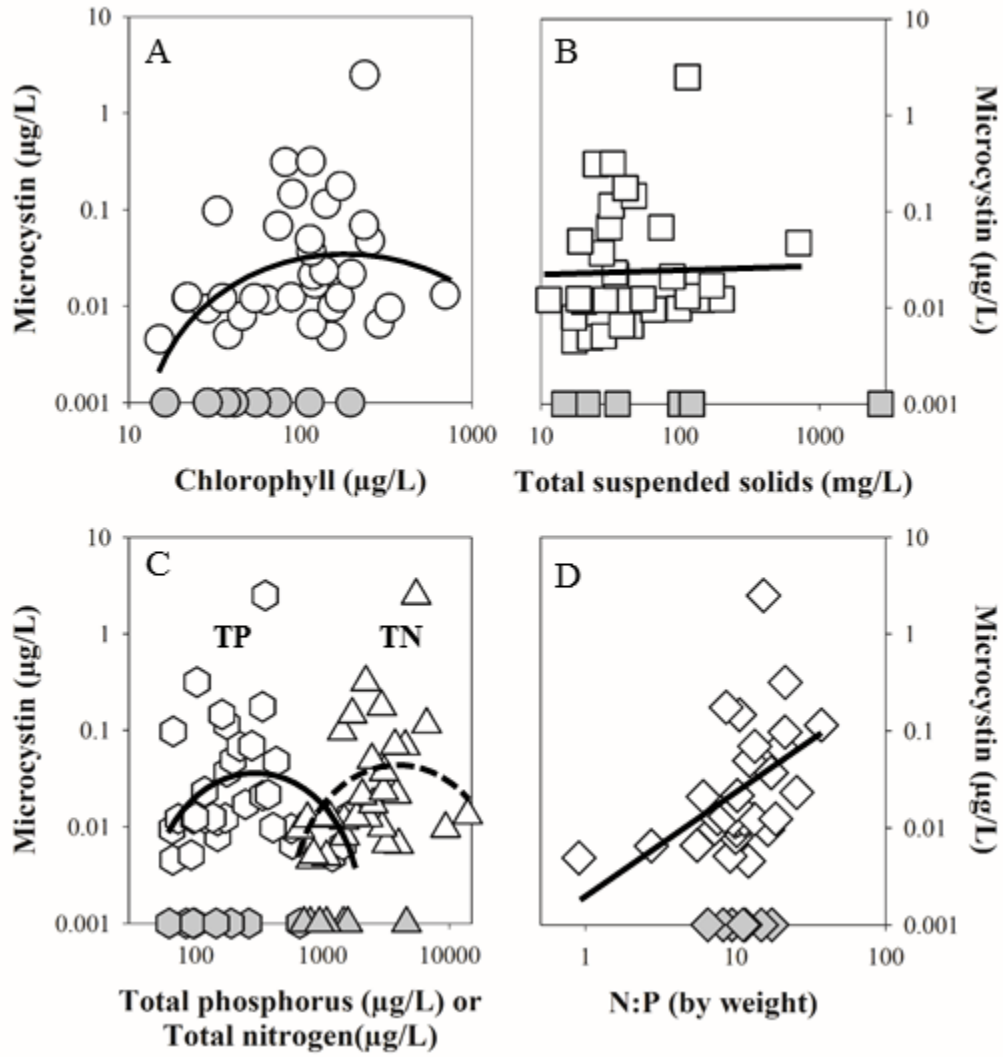 10
1
0.1
0.01
0.001
Microcystin (µg/L)
A
10
100
1000
Chlorophyll (µg/L)
10
1
0.1
0.01
0.001
Microcystin (µg/L)
B
10
100
1000
Total suspended solids (mg/L)
10
1
0.1
0.01
0.001
Microcystin (µg/L)
C
TP
TN
100
1000
10000
Total phosphorus (µg/L) or
Total nitrogen(µg/L)
10
1
0.1
0.01
0.001
Microcystin (µg/L)
D
1
10
100
N:P (by weight)